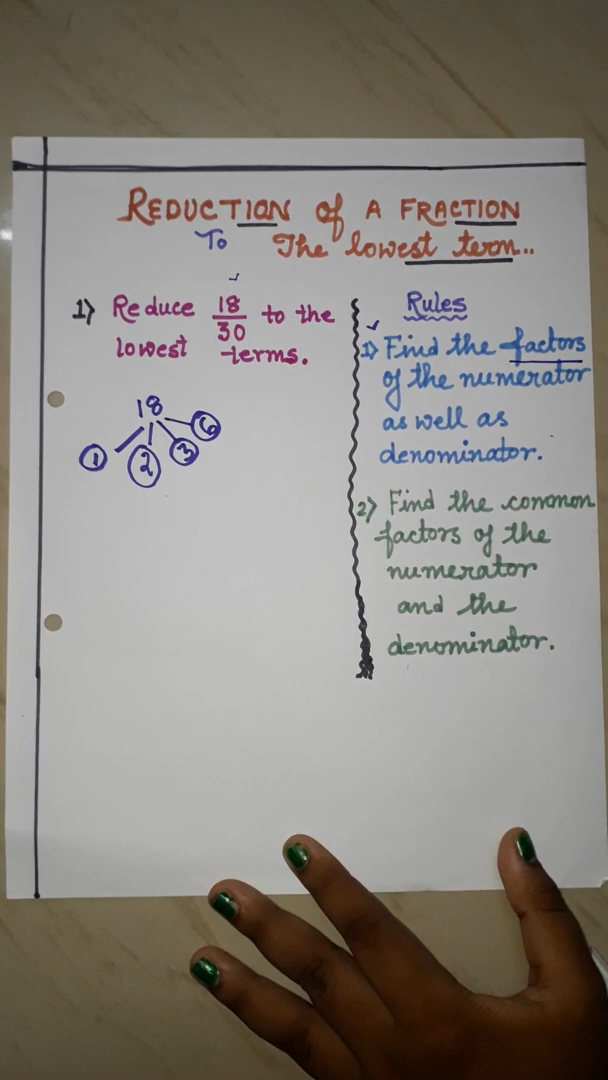 REDUCTION of A FRACTION
To The lowest term..
1) Reduce 18/30 to the
lowest terms.
18
1 2 3 6
Rules
1) Find the factors
of the numerator
as well as
denominator.
2) Find the common
factors of the
numerator
and the
denominator.